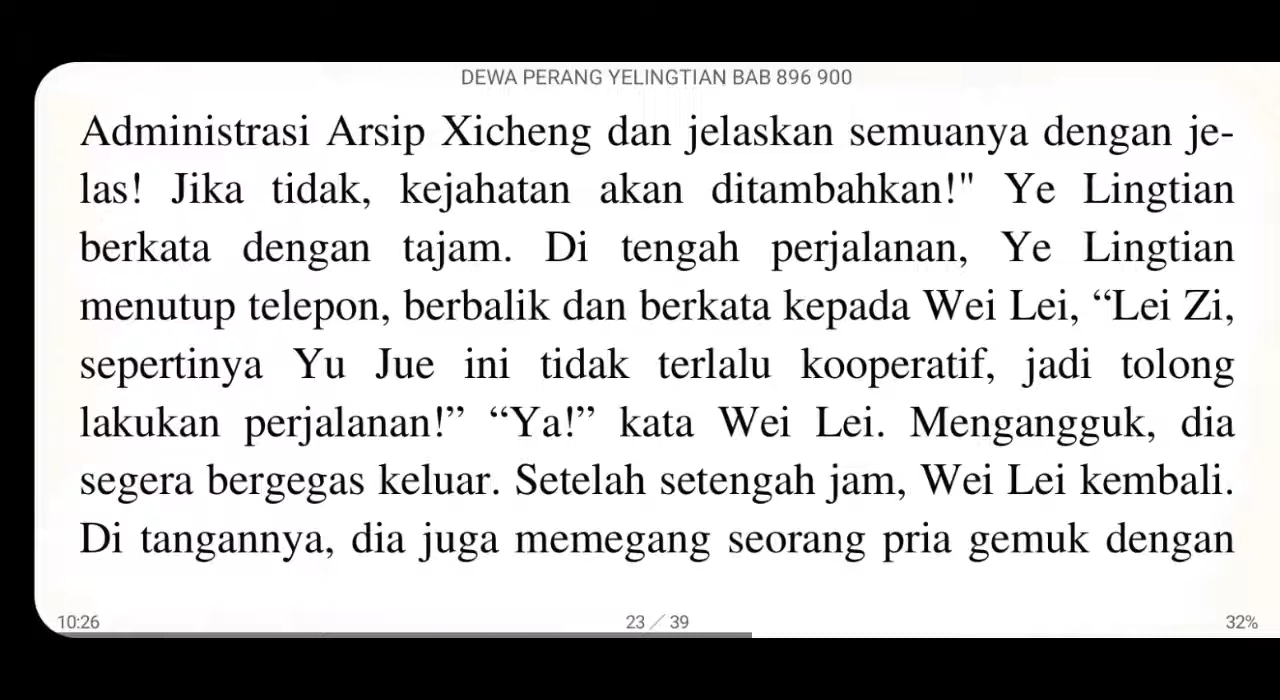 DEWA PERANG YELINGTIAN BAB 896 900
Administrasi Arsip Xicheng dan jelaskan semuanya dengan je-
las! Jika tidak, kejahatan akan ditambahkan!" Ye Lingtian
berkata dengan tajam. Di tengah perjalanan, Ye Lingtian
menutup telepon, berbalik dan berkata kepada Wei Lei, “Lei Zi,
sepertinya Yu Jue ini tidak terlalu kooperatif, jadi tolong
lakukan perjalanan!” “Ya!” kata Wei Lei. Mengangguk, dia
segera bergegas keluar. Setelah setengah jam, Wei Lei kembali.
Di tangannya, dia juga memegang seorang pria gemuk dengan
10:26 23 / 39 32%